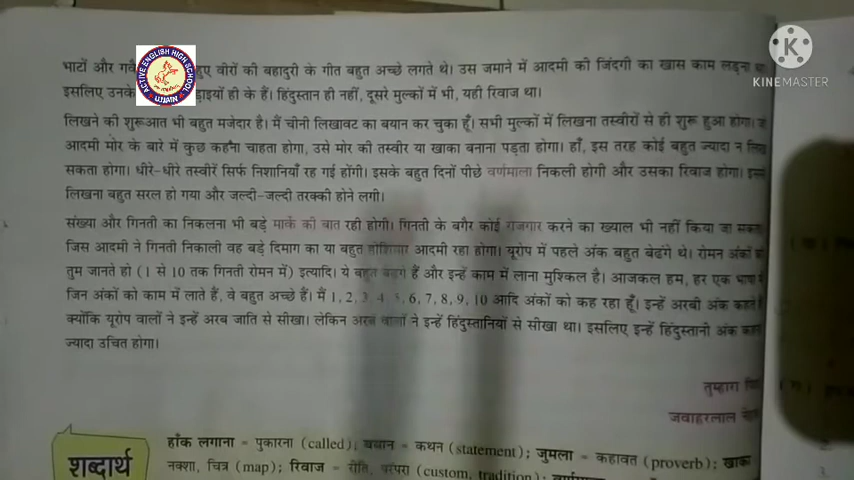 भाटों और हुए वीरों की बहादुरी के गीत बहुत अच्छे लगते थे। उस जमाने में आदमी की जिंदगी का खास काम लड़ना
इसलिए उनके ही के हैं। हिंदुस्तान ही नहीं, दूसरे मुल्कों में भी, यही रिवाज था।
लिखने की शुरूआत भी बहुत मजेदार है। मैं चीनी लिखावट का बयान कर चुका हूँ। सभी मुल्कों में लिखना तस्वीरों से ही शुरू हुआ होगा।
आदमी मोर के बारे में कुछ कहना चाहता होगा, उसे मोर की तस्वीर या खाका बनाना पड़ता होगा। हाँ, इस तरह कोई बहुत ज्यादा न लिख
सकता होगा। धीरे-धीरे तस्वीरें सिर्फ निशानियाँ रह गई होंगी। इसके बहुत दिनों पीछे वर्णमाला निकली होगी और उसका रिवाज होगा।
लिखना बहुत सरल हो गया और जल्दी-जल्दी तरक्की होने लगी।
संख्या और गिनती का निकलना भी बड़े मार्के की बात रही होगी। गिनती के बगैर कोई रोजगार करने का ख्याल भी नहीं किया जा सकता
जिस आदमी ने गिनती निकाली वह बड़े दिमाग का या बहुत होशियार आदमी रहा होगा। यूरोप में पहले अंक बहुत बेढंगे थे। रोमन अंकों
तुम जानते हो (1 से 10 तक गिनती रोमन में) इत्यादि। ये बहुत बेढंगे हैं और इन्हें काम में लाना मुश्किल है। आजकल हम, हर एक भाषा
जिन अंकों को काम में लाते हैं, वे बहुत अच्छे हैं। मैं 1, 2, 3, 4, 5, 6, 7, 8, 9, 10 आदि अंकों को कह रहा हूँ। इन्हें अरबी अंक कहते
क्योंकि यूरोप वालों ने इन्हें अरब जाति से सीखा। लेकिन अरब वालों ने इन्हें हिंदुस्तानियों से सीखा था। इसलिए इन्हें हिंदुस्तानी अंक कहना
ज्यादा उचित होगा।
जवाहरलाल
शब्दार्थ
हाँक लगाना = पुकारना (called); बयान = कथन (statement); जुमला = कहावत (proverb); खाका
नक्शा, चित्र (map); रिवाज = रीति, परंपरा (custom, tradition)
ACTIVE ENGLISH HIGH SCHOOL
KINEMASTER